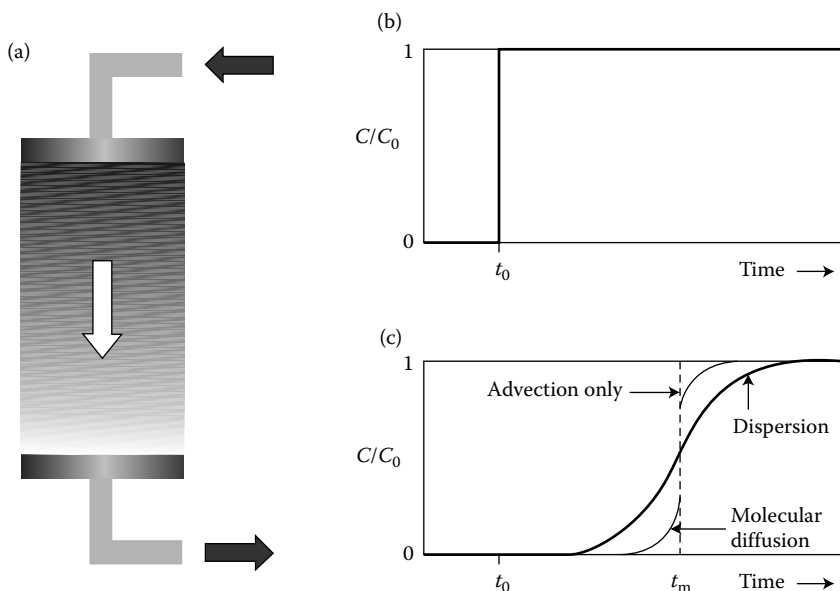 (a)
(b)
1
C/C0
0
t0
Time
(c)
1
Advection only
Dispersion
C/C0
Molecular
diffusion
0
t0
tm
Time